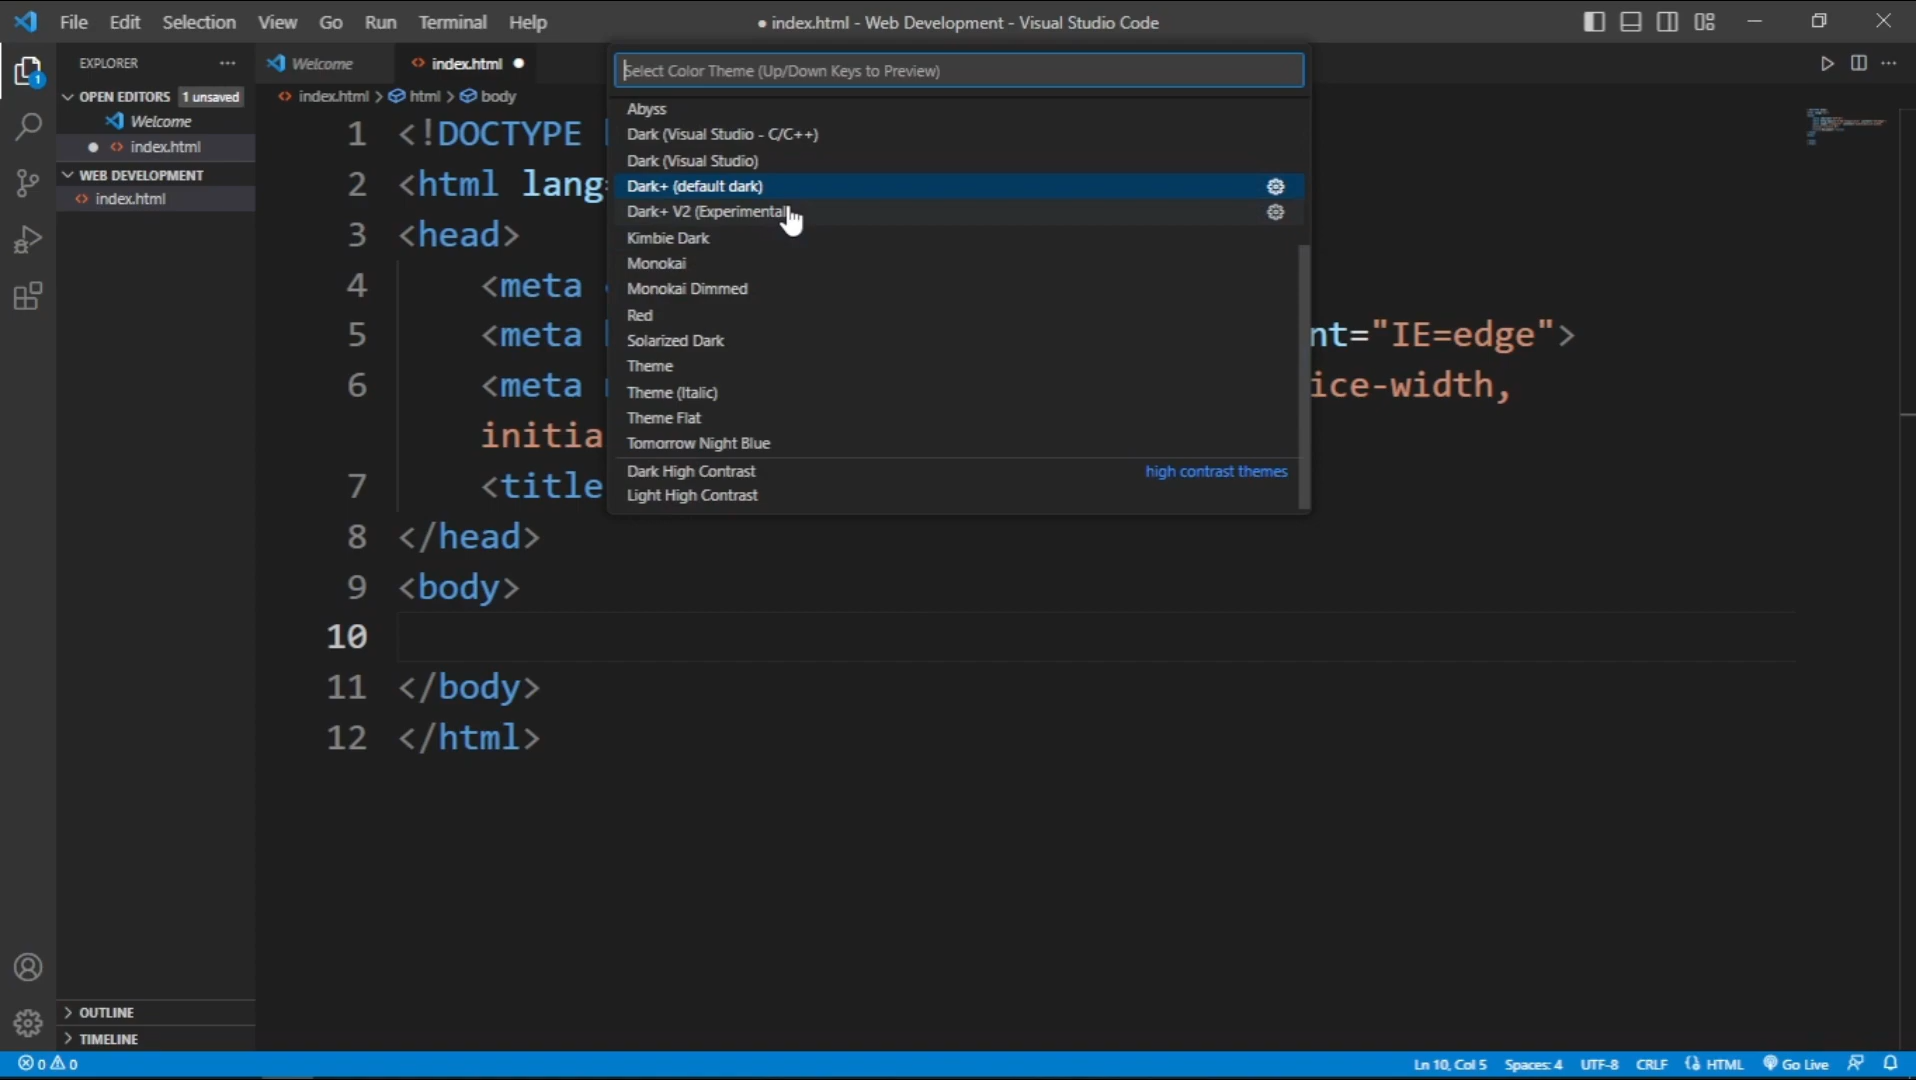 File Edit Selection View Go Run Terminal Help
● index.html - Web Development - Visual Studio Code
EXPLORER
Welcome
index.html
Select Color Theme (Up/Down Keys to Preview)
1
OPEN EDITORS 1 unsaved
index.html > html > body
Welcome
index.html
WEB DEVELOPMENT
index.html
Abyss
Dark (Visual Studio - C/C++)
Dark (Visual Studio)
Dark+ (default dark)
Dark+ V2 (Experimental
Kimbie Dark
Monokai
Monokai Dimmed
Red
Solarized Dark
Theme
Theme (Italic)
Theme Flat
Tomorrow Night Blue
Dark High Contrast high contrast themes
Light High Contrast
1 <!DOCTYPE
2 <html lang=
3 <head>
4 <meta
5 <meta nt="IE=edge">
6 <meta ice-width,
initia
7 <title
8 </head>
9 <body>
10
11 </body>
12 </html>
OUTLINE
TIMELINE
0 0 Ln 10, Col 5 Spaces: 4 UTF-8 CRLF HTML Go Live